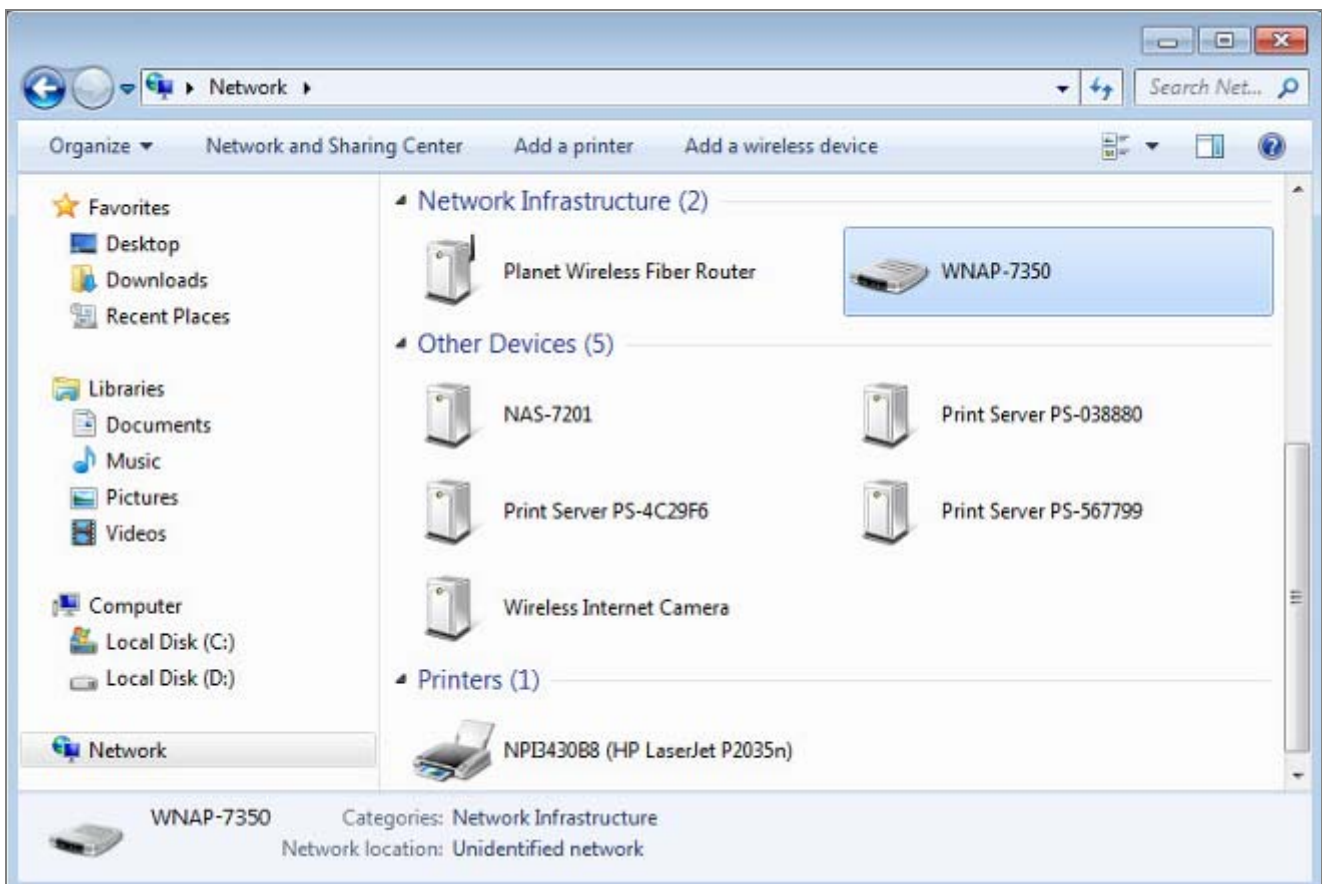 Network
Search Net...
Organize
Network and Sharing Center
Add a printer
Add a wireless device
Favorites
Desktop
Downloads
Recent Places
Libraries
Documents
Music
Pictures
Videos
Computer
Local Disk (C:)
Local Disk (D:)
Network
Network Infrastructure (2)
Planet Wireless Fiber Router
WNAP-7350
Other Devices (5)
NAS-7201
Print Server PS-038880
Print Server PS-4C29F6
Print Server PS-567799
Wireless Internet Camera
Printers (1)
NPI3430B8 (HP LaserJet P2035n)
WNAP-7350
Categories: Network Infrastructure
Network location: Unidentified network